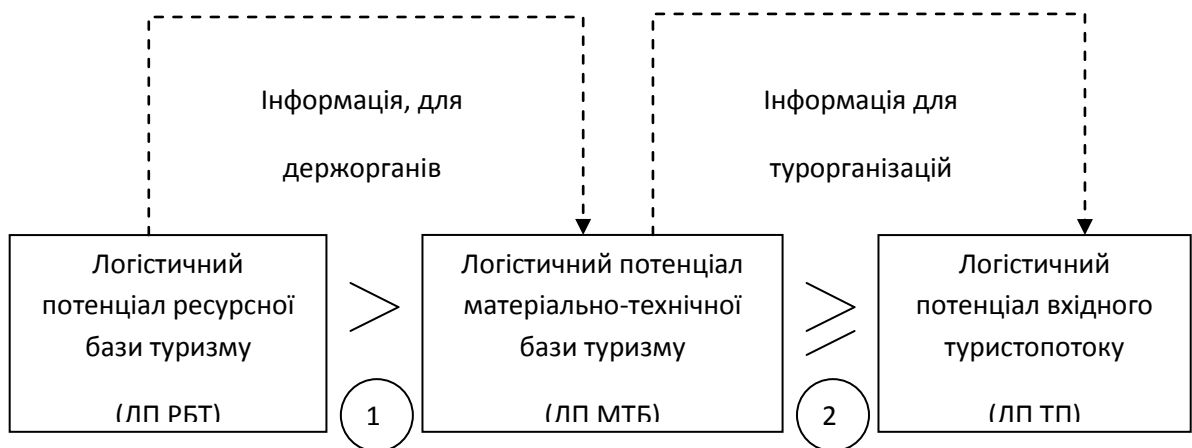 Інформація, для
держорганів
Інформація для
турорганізацій
Логістичний
потенціал ресурсної
бази туризму
(ЛП РБТ)
>
1
Логістичний потенціал
матеріально-технічної
бази туризму
(ЛП МТБ)
⩾
2
Логістичний
потенціал вхідного
туристопотоку
(ЛП ТП)